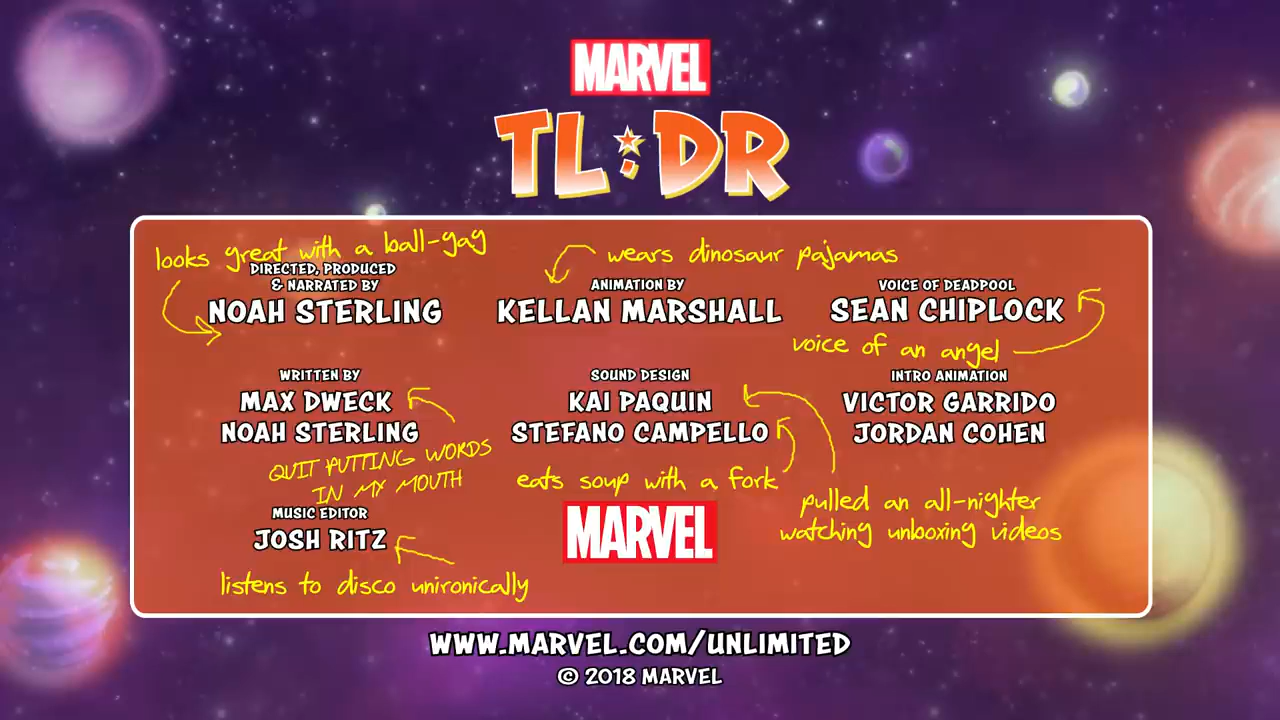 MARVEL
TL;DR
looks great with a ball-gag
DIRECTED, PRODUCED
& NARRATED BY
NOAH STERLING
wears dinosaur pajamas
ANIMATION BY
KELLAN MARSHALL
VOICE OF DEADPOOL
SEAN CHIPLOCK
voice of an angel
WRITTEN BY
MAX DWECK
NOAH STERLING
QUIT PUTTING WORDS
IN MY MOUTH
SOUND DESIGN
KAI PAQUIN
STEFANO CAMPELLO
eats soup with a fork
INTRO ANIMATION
VICTOR GARRIDO
JORDAN COHEN
pulled an all-nighter
watching unboxing videos
MUSIC EDITOR
JOSH RITZ
listens to disco unironically
MARVEL
WWW.MARVEL.COM/UNLIMITED
© 2018 MARVEL